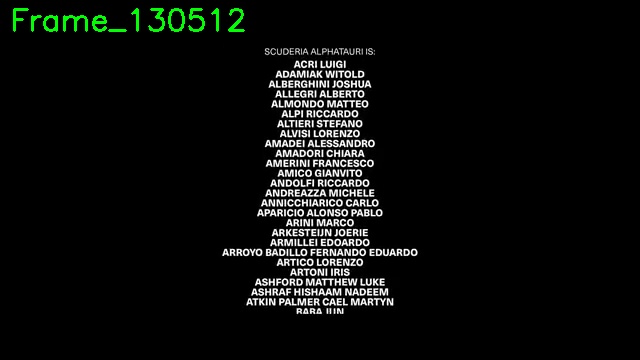 Frame_130512
SCUDERIA ALPHATAURI IS:
ACRI LUIGI
ADAMIAK WITOLD
ALBERGHINI JOSHUA
ALLEGRI ALBERTO
ALMONDO MATTEO
ALPI RICCARDO
ALTIERI STEFANO
ALVISI LORENZO
AMADEI ALESSANDRO
AMADORI CHIARA
AMERINI FRANCESCO
AMICO GIANVITO
ANDOLFI RICCARDO
ANDREAZZA MICHELE
ANNICCHIARICO CARLO
APARICIO ALONSO PABLO
ARINI MARCO
ARKESTEIJN JOERIE
ARMILLEI EDOARDO
ARROYO BADILLO FERNANDO EDUARDO
ARTICO LORENZO
ARTONI IRIS
ASHFORD MATTHEW LUKE
ASHRAF HISHAAM NADEEM
ATKIN PALMER CAEL MARTYN